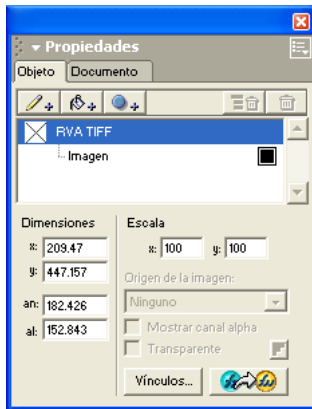 Propiedades
Objeto Documento
RVA TIFF
Imagen
Dimensiones Escala
x: 209.47 x: 100 y: 100
y: 447.157
Origen de la imagen:
an: 182.426 Ninguno
al: 152.843 Mostrar canal alpha
Transparente
Vínculos...